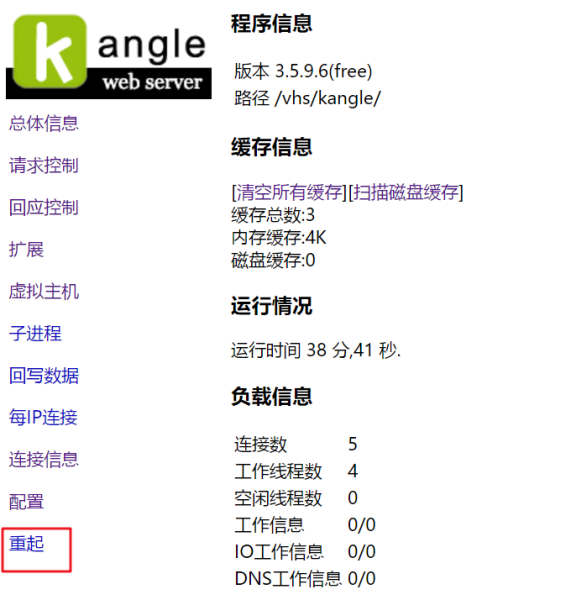 kangle
web server
总体信息
请求控制
回应控制
扩展
虚拟主机
子进程
回写数据
每IP连接
连接信息
配置
重起
程序信息
版本 3.5.9.6(free)
路径 /vhs/kangle/
缓存信息
[清空所有缓存][扫描磁盘缓存]
缓存总数:3
内存缓存:4K
磁盘缓存:0
运行情况
运行时间 38 分,41 秒.
负载信息
连接数 5
工作线程数 4
空闲线程数 0
工作信息 0/0
IO工作信息 0/0
DNS工作信息 0/0